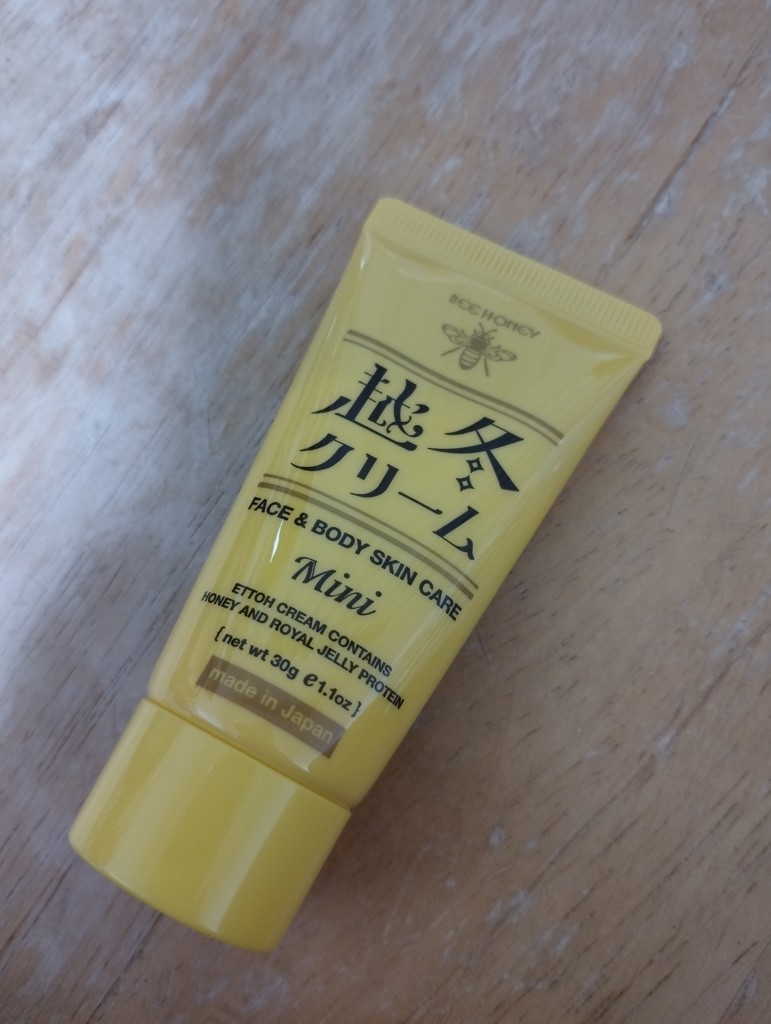 BEE HONEY
越冬
クリーム
FACE & BODY SKIN CARE
Mini
ETTOH CREAM CONTAINS
HONEY AND ROYAL JELLY PROTEIN
{ net wt 30g ℮1.1oz }
made in Japan